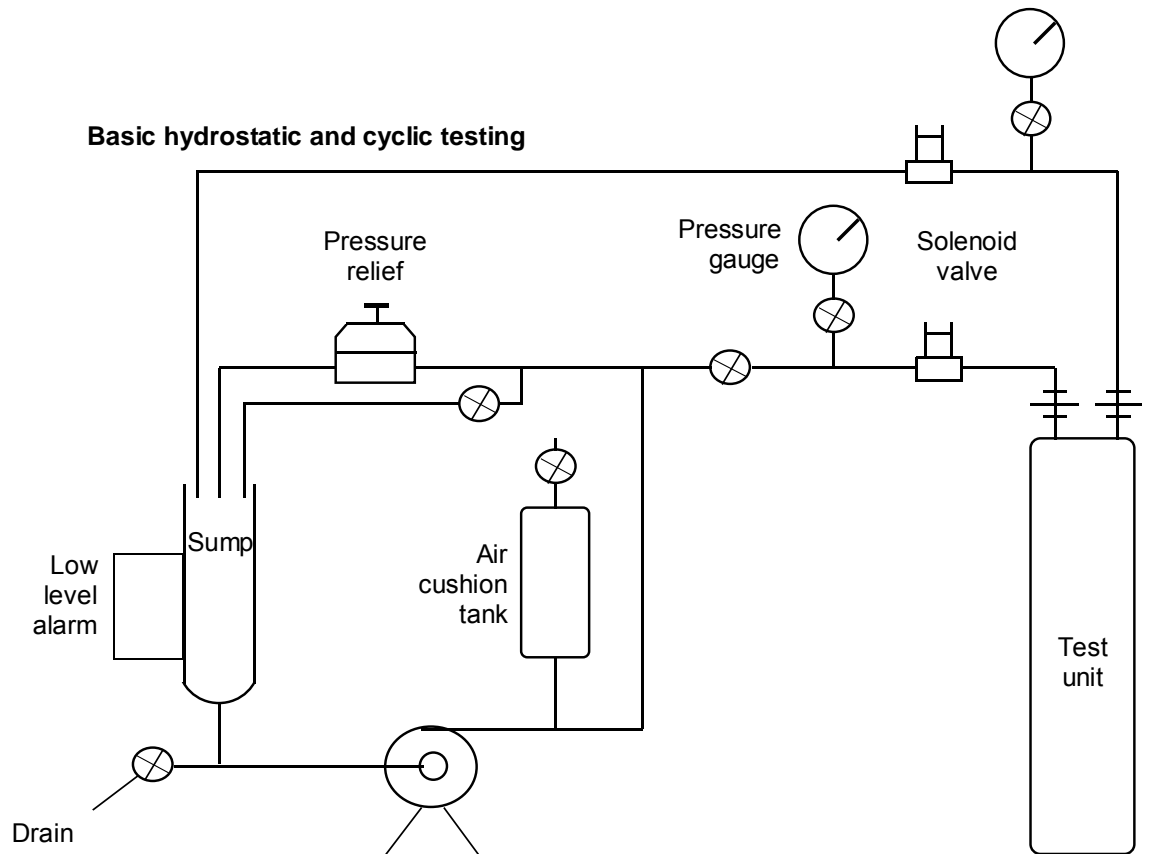 Basic hydrostatic and cyclic testing
Pressure
relief
Pressure
gauge
Solenoid
valve
Sump
Low
level
alarm
Air
cushion
tank
Test
unit
Drain